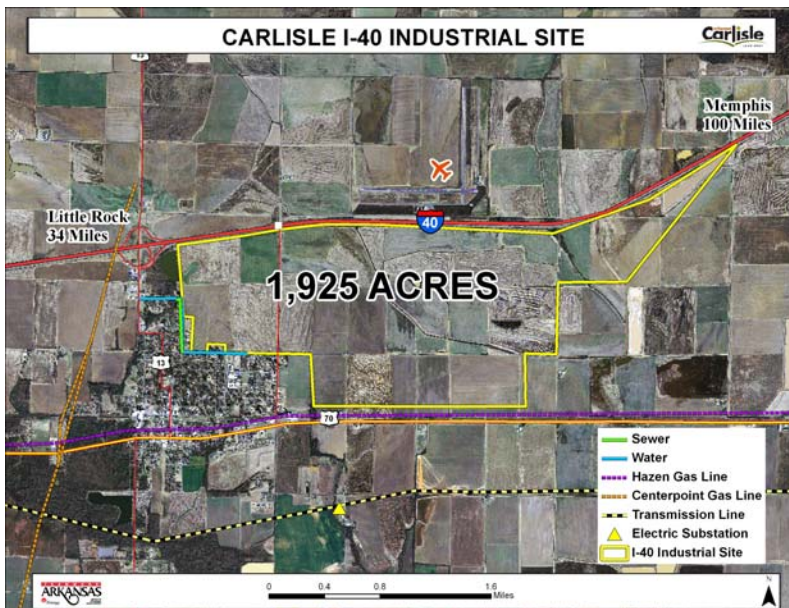 CARLISLE I-40 INDUSTRIAL SITE
Carlisle
13
Memphis
100 Miles
Little Rock
34 Miles
40
1,925 ACRES
13
70
Sewer
Water
Hazen Gas Line
Centerpoint Gas Line
Transmission Line
Electric Substation
I-40 Industrial Site
ARKANSAS
0 0.4 0.8 1.6
Miles
N